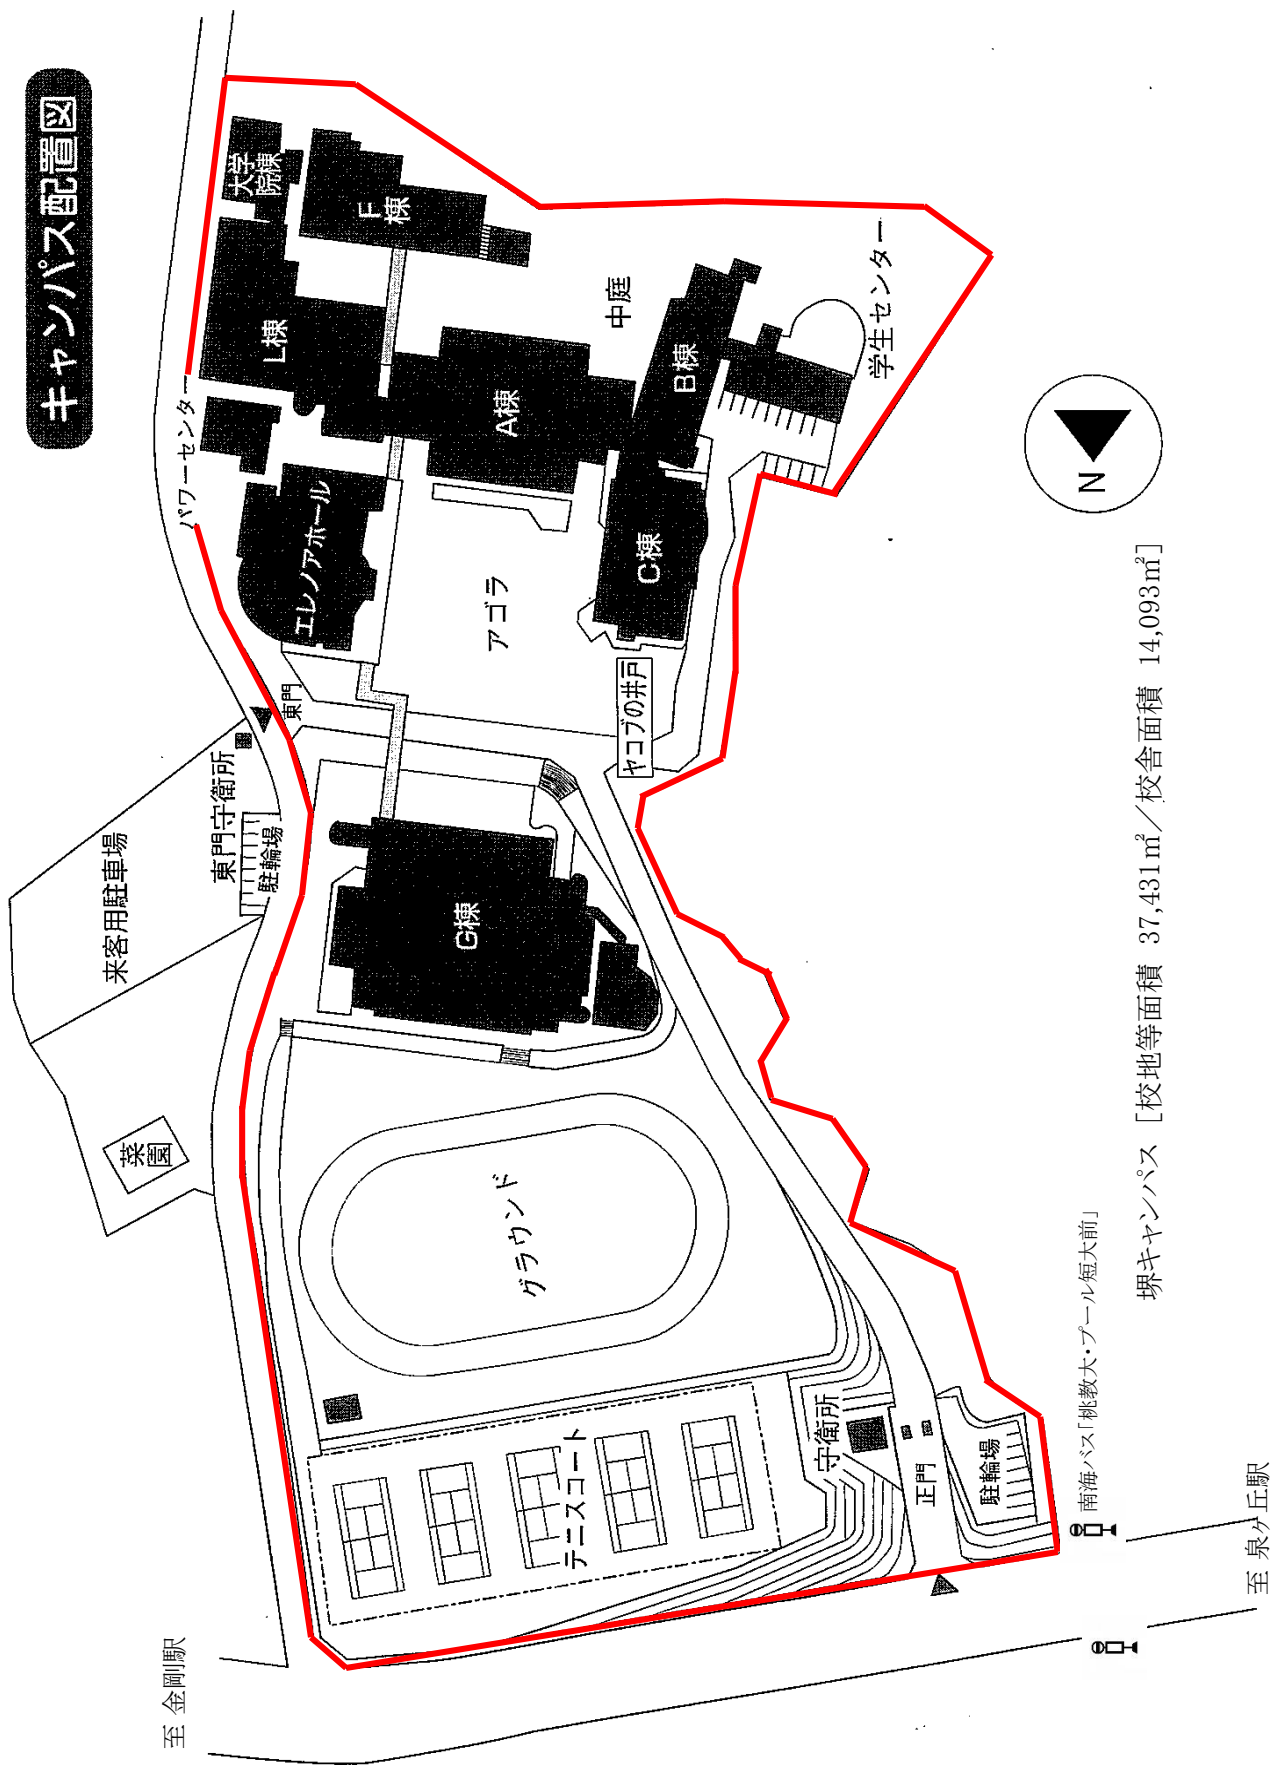 キャンパス配置図
大学
院棟
F
棟
L棟
パワーセンター
中庭
A棟
B棟
学生センター
エレノアホール
アゴラ
C棟
ヤコブの井戸
東門
東門守衛所
駐輪場
来客用駐車場
G棟
菜
園
グラウンド
テニスコート
守衛所
正門
駐輪場
N
南海バス「桃教大・プール短大前」
至 金剛駅
至 泉ケ丘駅
堺キャンパス [校地等面積 37,431㎡/校舎面積 14,093㎡]